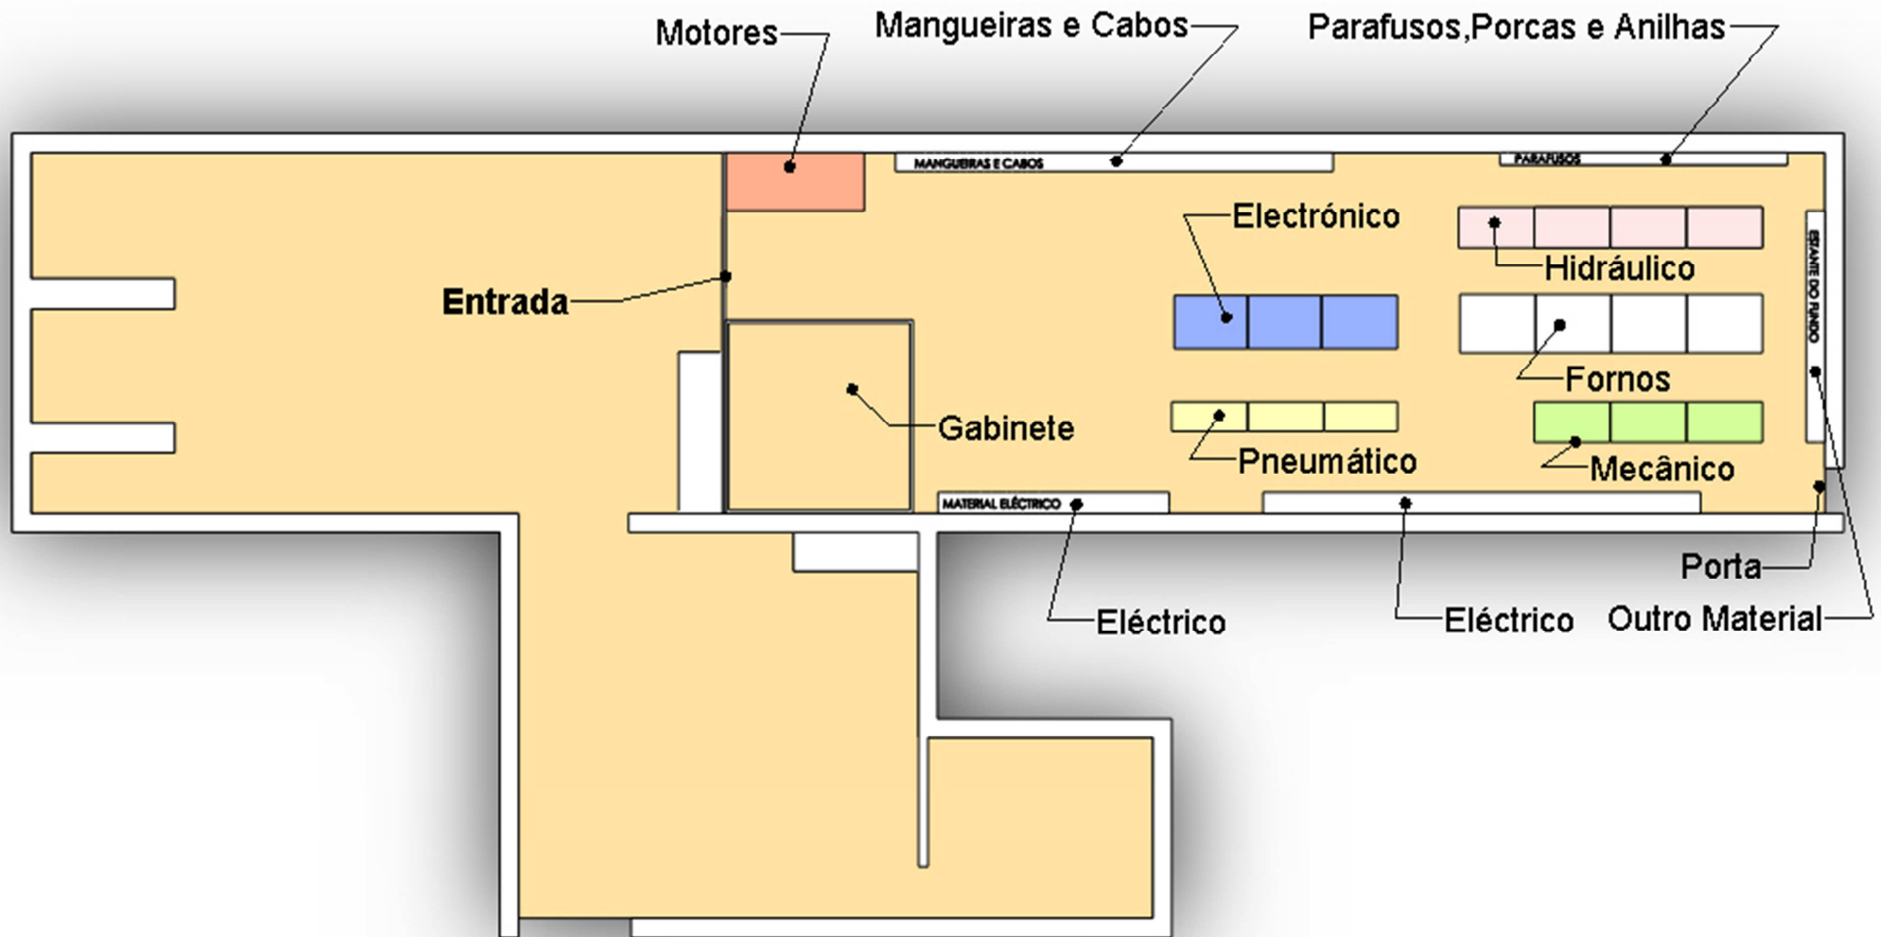 Motores
Mangueiras e Cabos
Parafusos,Porcas e Anilhas
MANGUEIRAS E CABOS
PARAFUSOS
Electrónico
Hidráulico
ESTANTE DO FUNDO
Entrada
Fornos
Gabinete
Pneumático
Mecânico
MATERIAL ELÉCTRICO
Porta
Eléctrico
Eléctrico
Outro Material